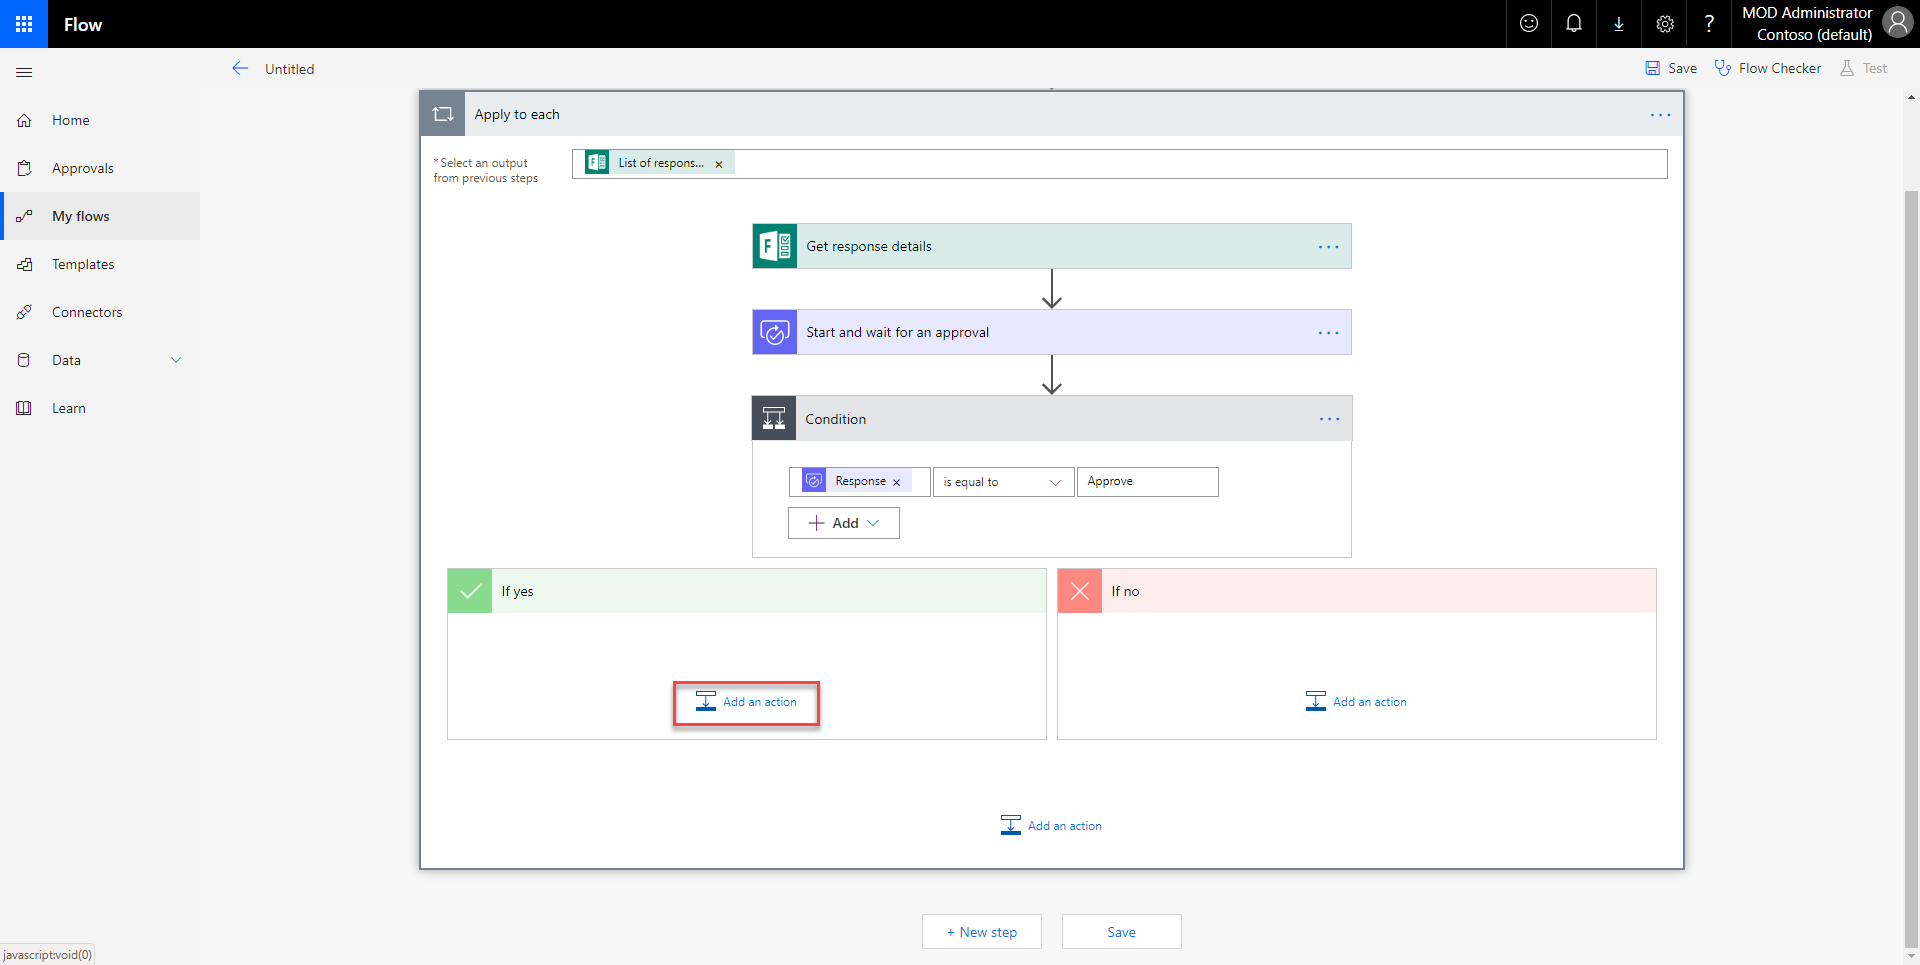 Flow
?
MOD Administrator
Contoso (default)
Untitled
Save
Flow Checker
Test
Home
Approvals
My flows
Templates
Connectors
Data
Learn
Apply to each
...
*Select an output
from previous steps
F
List of respons...
x
F
Get response details
...
Start and wait for an approval
...
Condition
...
Response x
is equal to
Approve
+ Add
If yes
If no
Add an action
Add an action
Add an action
+ New step
Save
javascript:void(0)